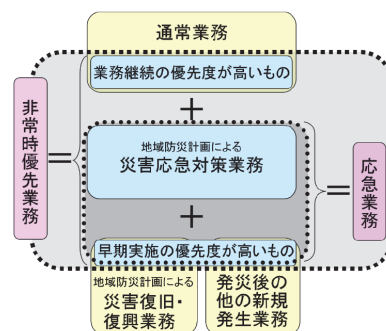 通常業務
業務継続の優先度が高いもの
+
非常時優先業務
=
地域防災計画による
災害応急対策業務
=
応急業務
+
早期実施の優先度が高いもの
地域防災計画による
災害復旧・
復興業務
発災後の
他の新規
発生業務